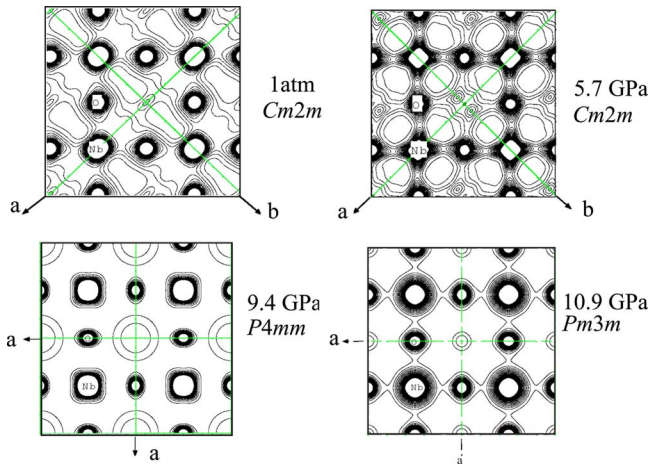 1atm
Cm2m
O
Nb
a
b
5.7 GPa
Cm2m
O
Nb
a
b
9.4 GPa
P4mm
a
Nb
a
10.9 GPa
Pm3m
a
Nb
a